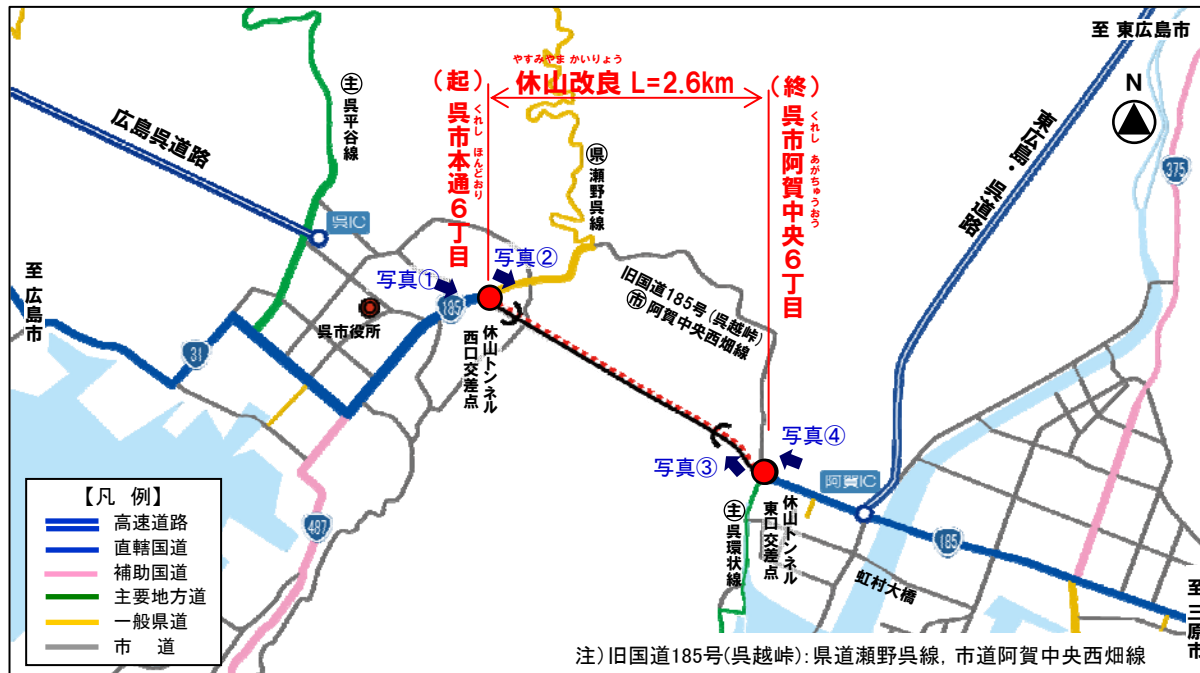 至 東広島市
やすみやま かいりょう
休山改良 L=2.6km
(起)
呉市本通6丁目
くれし ほんどおり
(終)
呉市阿賀中央6丁目
くれし あがちゅうおう
N
広島呉道路
主 呉平谷線
県 瀬野呉線
東広島・呉道路
375
呉IC
至 広島市
写真①
写真②
185
呉市役所
31
休山トンネル
西口交差点
旧国道185号(呉越峠)
市 阿賀中央西畑線
写真③
写真④
阿賀IC
休山トンネル
東口交差点
主 呉環状線
185
虹村大橋
至 三原市
487
【凡 例】
高速道路
直轄国道
補助国道
主要地方道
一般県道
市 道
注)旧国道185号(呉越峠):県道瀬野呉線, 市道阿賀中央西畑線